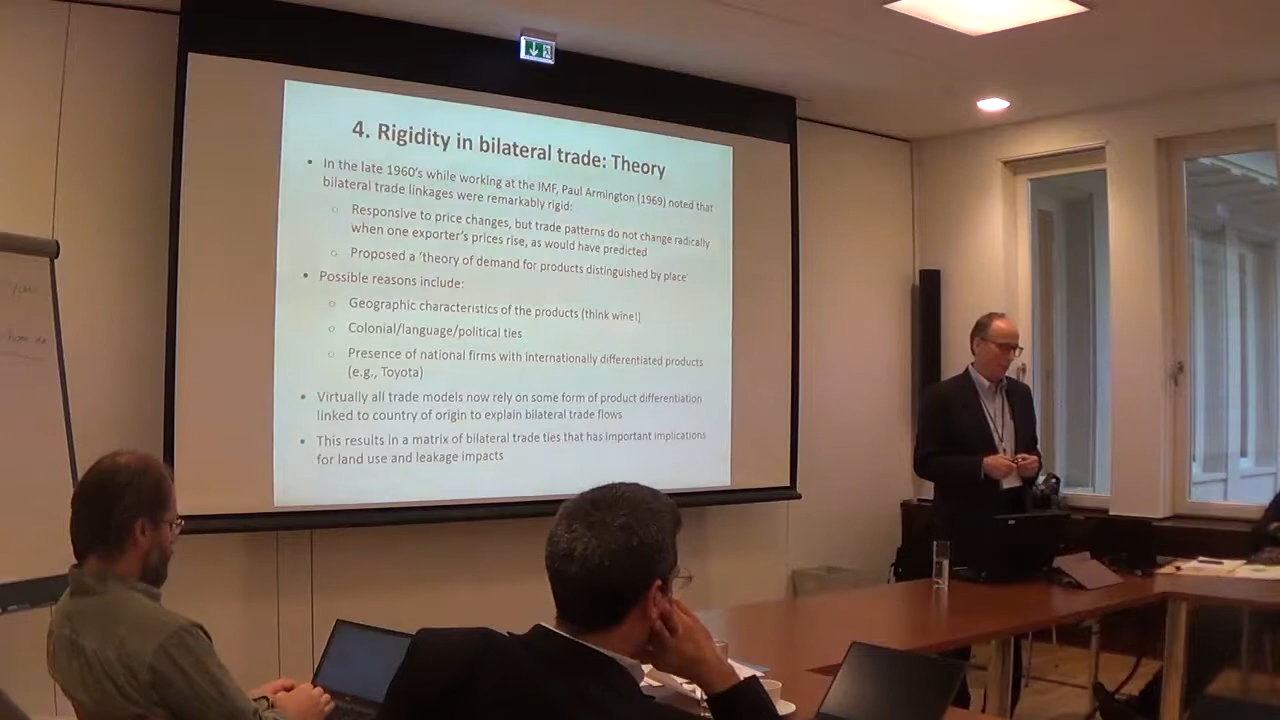 4. Rigidity in bilateral trade: Theory
• In the late 1960's while working at the IMF, Paul Armington (1969) noted that
bilateral trade linkages were remarkably rigid:
○ Responsive to price changes, but trade patterns do not change radically
when one exporter's prices rise, as would have predicted
○ Proposed a 'theory of demand for products distinguished by place'
• Possible reasons include:
○ Geographic characteristics of the products (think wine!)
○ Colonial/language/political ties
○ Presence of national firms with internationally differentiated products
(e.g., Toyota)
• Virtually all trade models now rely on some form of product differentiation
linked to country of origin to explain bilateral trade flows
• This results in a matrix of bilateral trade ties that has important implications
for land use and leakage impacts